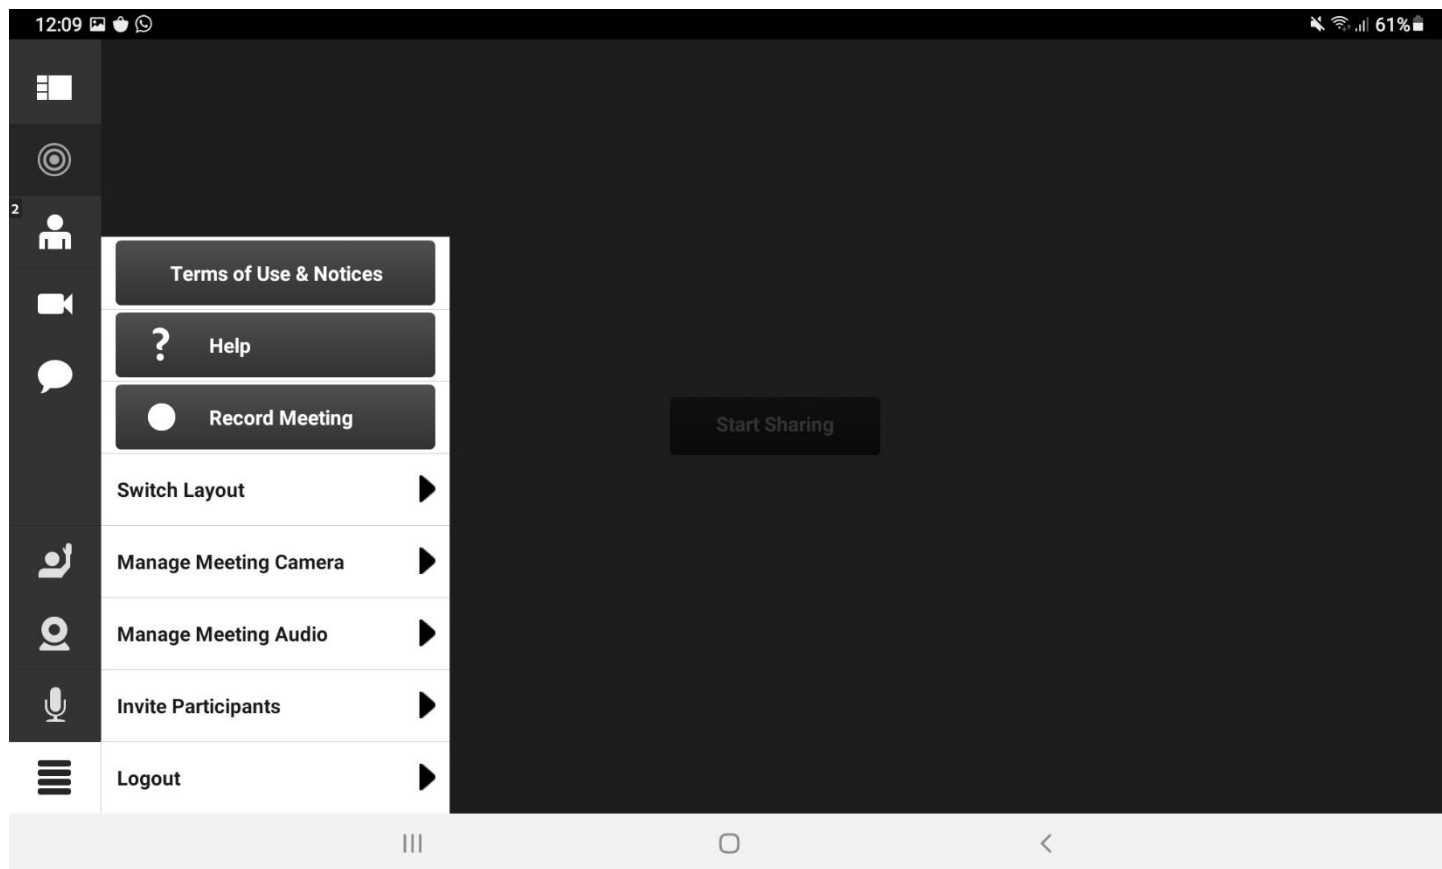 12:09
61%
2
Terms of Use & Notices
? Help
Record Meeting
Start Sharing
Switch Layout
Manage Meeting Camera
Manage Meeting Audio
Invite Participants
Logout